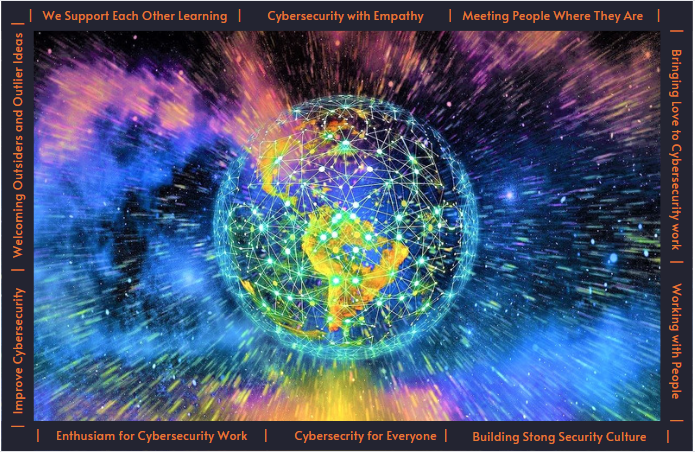 | We Support Each Other Learning | Cybersecurity with Empathy | Meeting People Where They Are |
| Bringing Love to Cybersecurity work | Working with People |
| Enthusiam for Cybersecurity Work | Cybersecrity for Everyone | Building Stong Security Culture |
| Improve Cybersecurity | Welcoming Outsiders and Outlier Ideas |